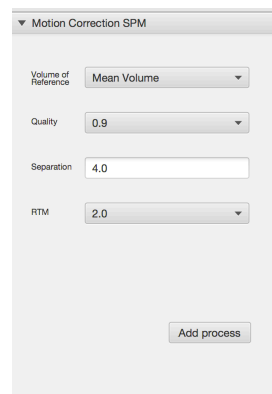 Motion Correction SPM
Volume of
Reference
Mean Volume
Quality
0.9
Separation
4.0
RTM
2.0
Add process